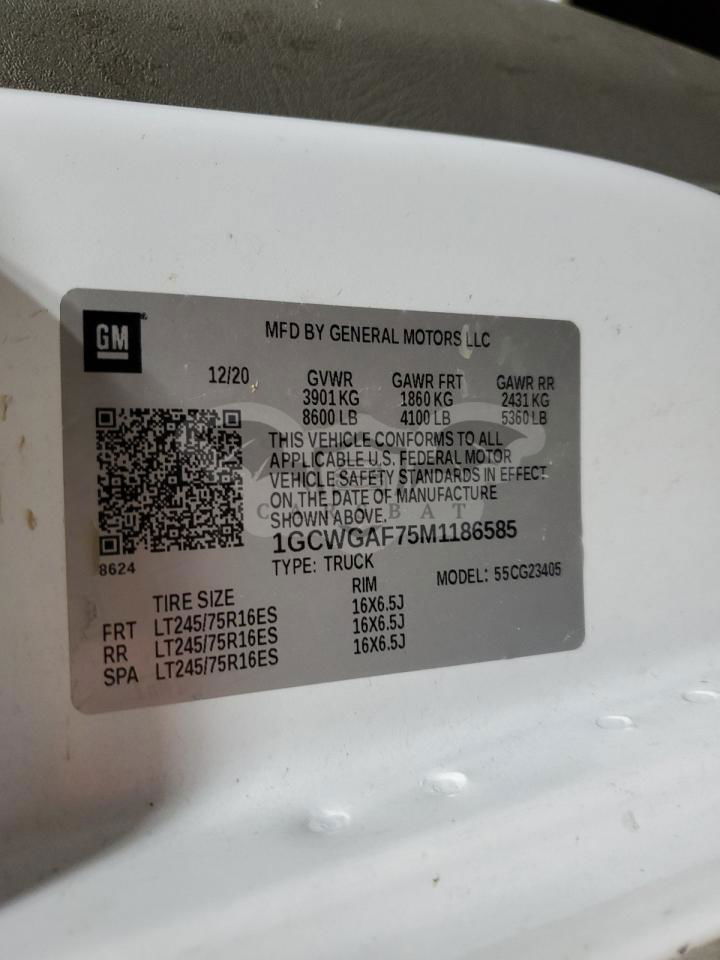 GM
MFD BY GENERAL MOTORS LLC
12/20 GVWR GAWR FRT GAWR RR
3901 KG 1860 KG 2431 KG
8600 LB 4100 LB 5360 LB
THIS VEHICLE CONFORMS TO ALL
APPLICABLE U.S. FEDERAL MOTOR
VEHICLE SAFETY STANDARDS IN EFFECT
ON THE DATE OF MANUFACTURE
SHOWN ABOVE.
1GCWGAF75M1186585
8624
TYPE: TRUCK MODEL: 55CG23405
TIRE SIZE RIM
FRT LT245/75R16ES 16X6.5J
RR LT245/75R16ES 16X6.5J
SPA LT245/75R16ES 16X6.5J